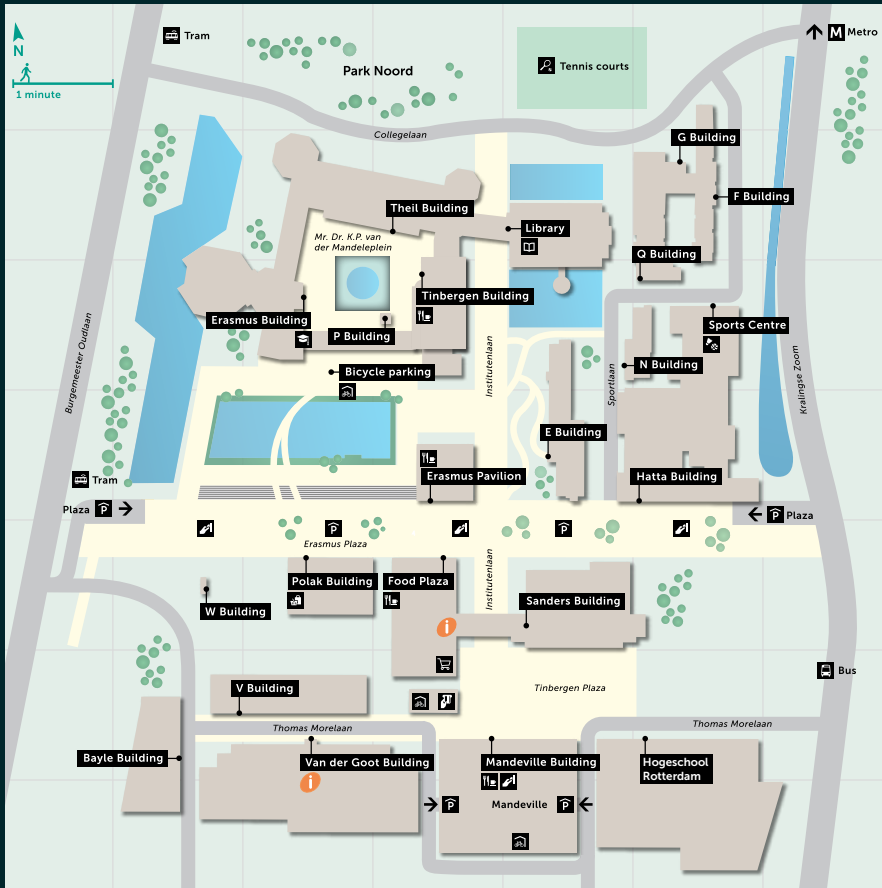 Tram
M Metro
N
1 minute
Park Noord
Tennis courts
Collegelaan
G Building
F Building
Theil Building
Library
Mr. Dr. K.P. van
der Mandeleplein
Q Building
Tinbergen Building
Erasmus Building
P Building
Sports Centre
Bicycle parking
N Building
Burgemeester Oudlaan
Institutenlaan
Sportlaan
Kralingse Zoom
E Building
Erasmus Pavilion
Hatta Building
Tram
Plaza P
P Plaza
P
P
Erasmus Plaza
Polak Building
Food Plaza
Institutenlaan
W Building
Sanders Building
i
Bus
V Building
Tinbergen Plaza
Thomas Morelaan
Thomas Morelaan
Bayle Building
Van der Goot Building
Mandeville Building
Hogeschool
Rotterdam
i
P Mandeville P